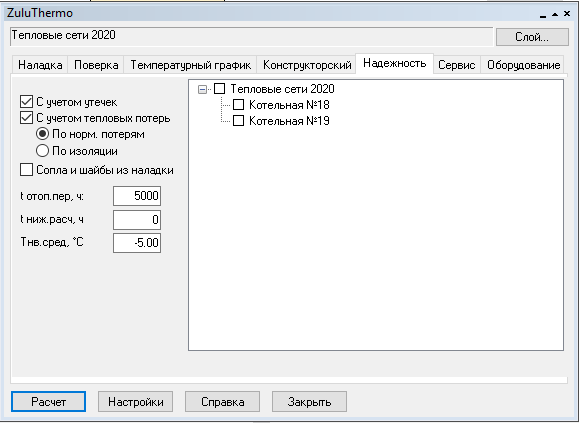 ZuluThermo
Тепловые сети 2020
Слой...
Наладка Поверка Температурный график Конструкторский Надежность Сервис Оборудование
С учетом утечек
С учетом тепловых потерь
По норм. потерям
По изоляции
Сопла и шайбы из наладки
t отоп.пер, ч: 5000
t ниж.расч, ч 0
Tнв.сред, °С -5.00
Тепловые сети 2020
Котельная №18
Котельная №19
Расчет Настройки Справка Закрыть